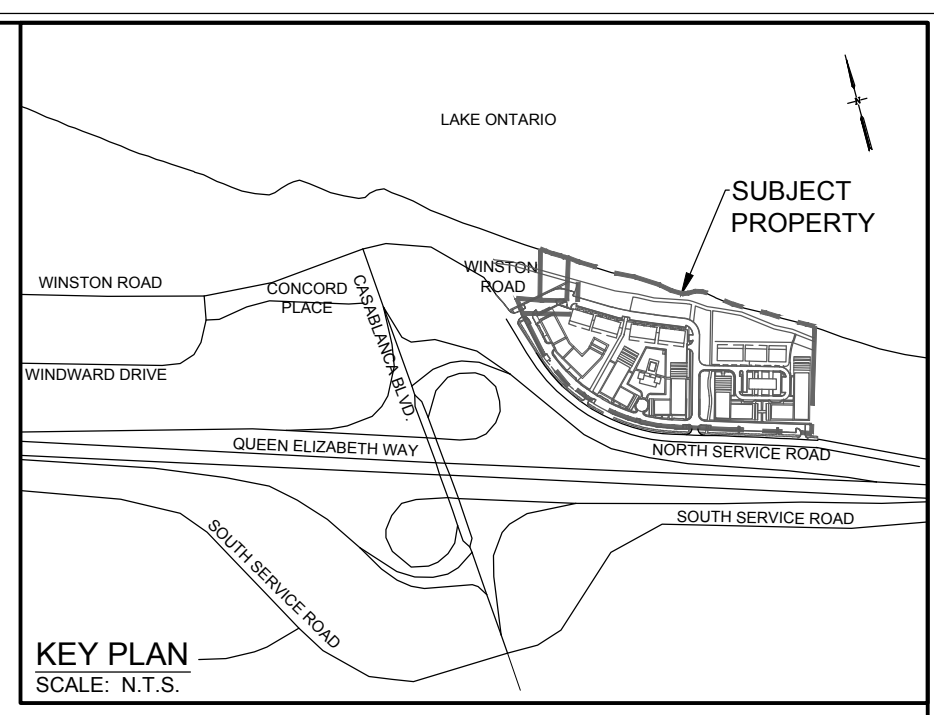 LAKE ONTARIO
N
SUBJECT
PROPERTY
WINSTON
ROAD
WINSTON ROAD
CONCORD
PLACE
CASABLANCA BLVD.
WINDWARD DRIVE
QUEEN ELIZABETH WAY
NORTH SERVICE ROAD
SOUTH SERVICE ROAD
SOUTH SERVICE ROAD
KEY PLAN
SCALE: N.T.S.